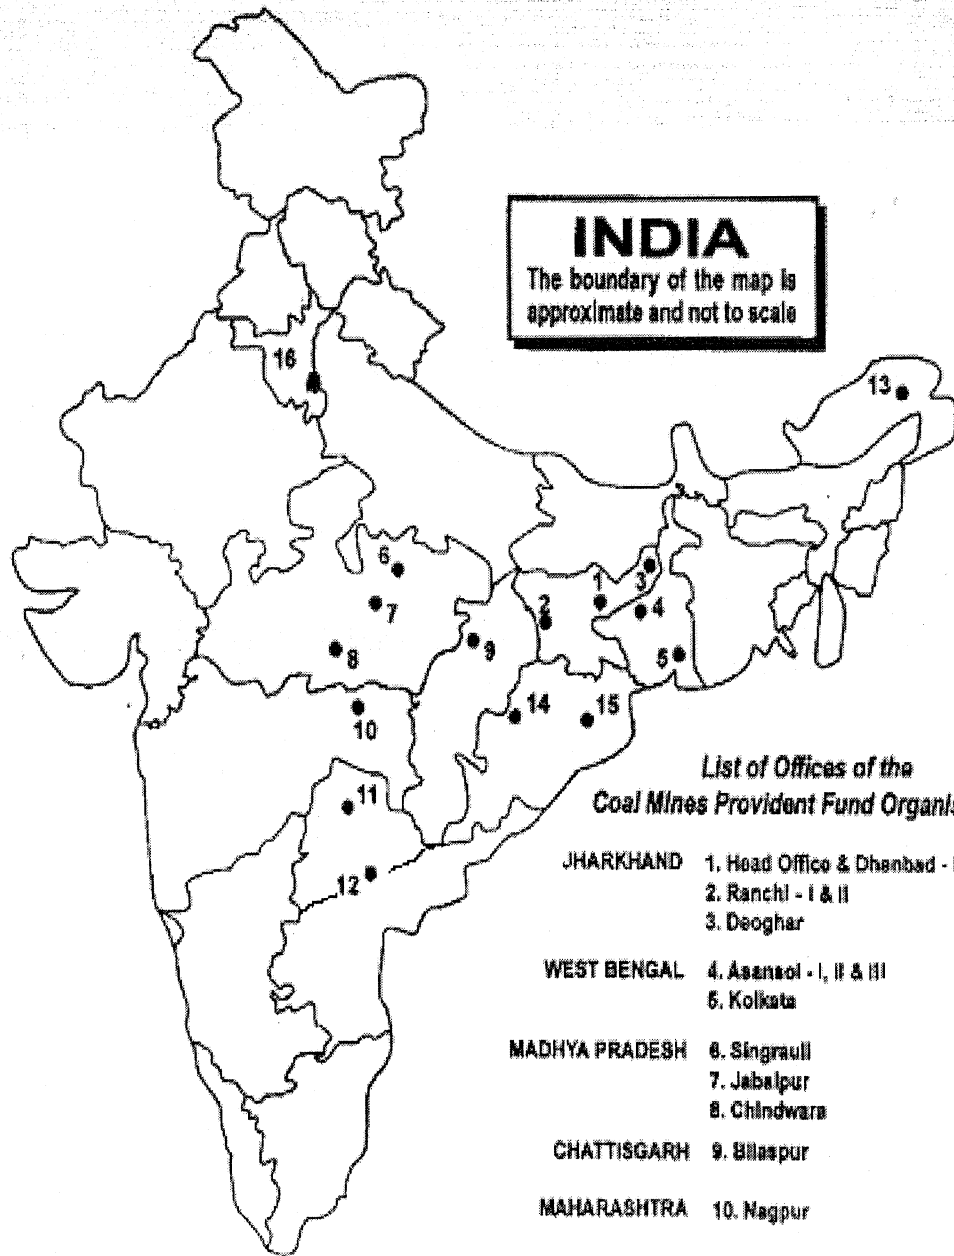 INDIA
The boundary of the map is
approximate and not to scale
16
13
6
3
1
7
2
4
8
9
5
10
14
15
11
12
List of Offices of the
Coal Mines Provident Fund Organis
JHARKHAND 1. Head Office & Dhanbad - I
2. Ranchi - I & II
3. Deoghar
WEST BENGAL 4. Asansol - I, II & III
5. Kolkata
MADHYA PRADESH 6. Singrauli
7. Jabalpur
8. Chindwara
CHATTISGARH 9. Bilaspur
MAHARASHTRA 10. Nagpur